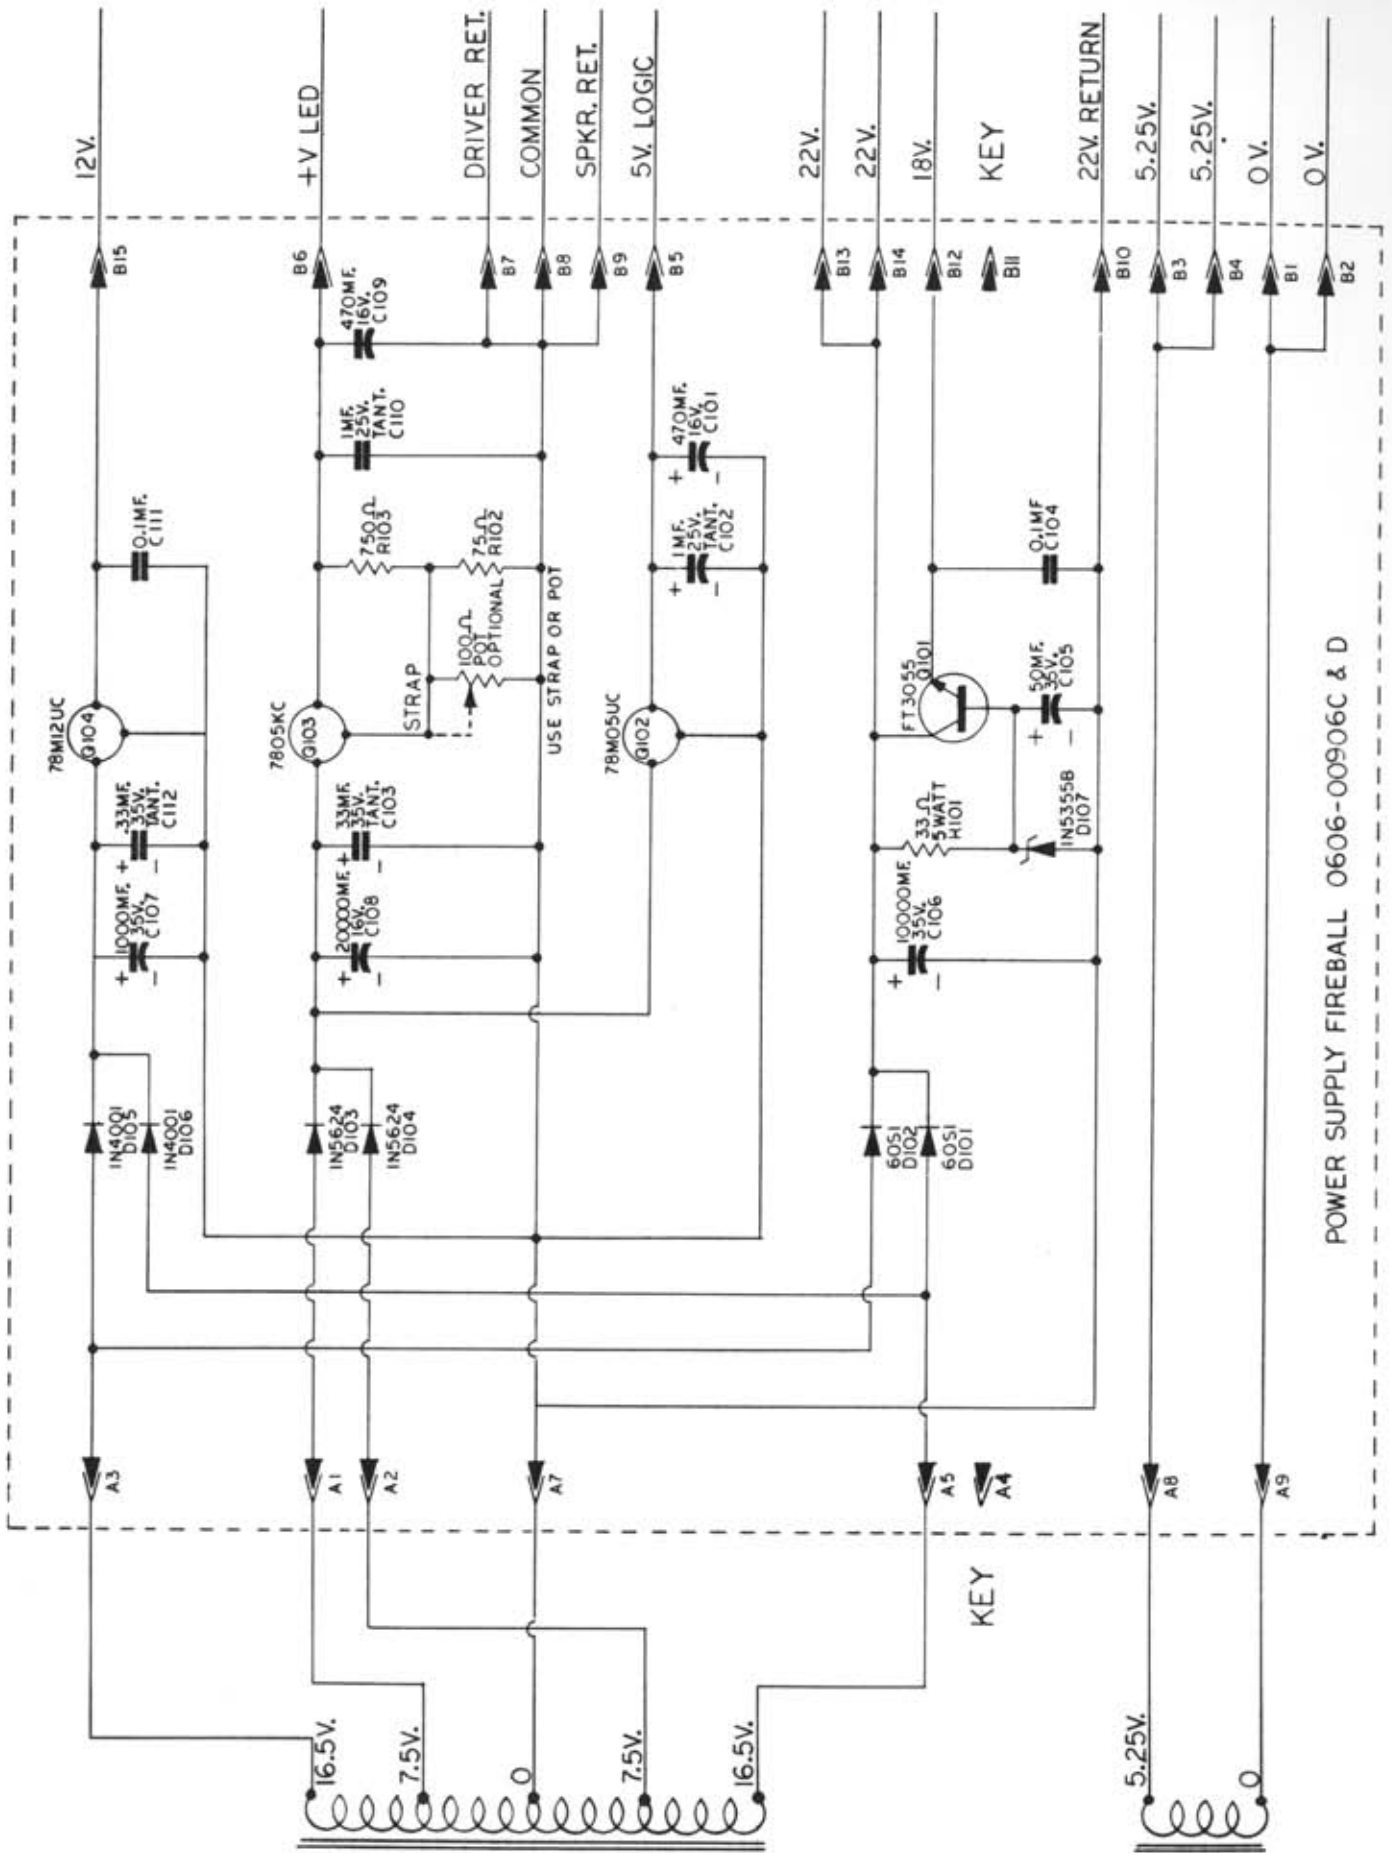 12V.
+V LED
DRIVER RET.
COMMON
SPKR. RET.
5V. LOGIC
22V.
22V.
18V.
KEY
22V. RETURN
5.25V.
5.25V.
0V.
0V.
B15
B6
B7
B8
B9
B5
B13
B14
B12
B11
B10
B3
B4
B1
B2
470MF.
16V.
C109
1MF.
25V.
TANT.
C110
470MF.
+ 16V. -
C101
0.1MF.
C111
750Ω
R103
75Ω
R102
1MF.
+ 25V. -
TANT.
C102
0.1MF
C104
78M12UC
Q104
7805KC
Q103
STRAP
100Ω
POT
OPTIONAL
USE STRAP OR POT
78M05UC
Q102
FT3055
Q101
50MF.
+ 35V. -
C105
.33MF.
+ 35V. -
TANT.
C112
.33MF.
+ 35V. -
TANT.
C103
33Ω
5WATT
R101
1N5355B
D107
1000MF.
+ 35V. -
C107
20000MF.
+ 16V. -
C108
10000MF.
+ 35V. -
C106
1N4001
D105
1N4001
D106
1N5624
D103
1N5624
D104
60S1
D102
60S1
D101
A3
A1
A2
A7
A5
A4
A8
A9
KEY
16.5V.
7.5V.
0
7.5V.
16.5V.
5.25V.
0
POWER SUPPLY FIREBALL 0606-00906C & D